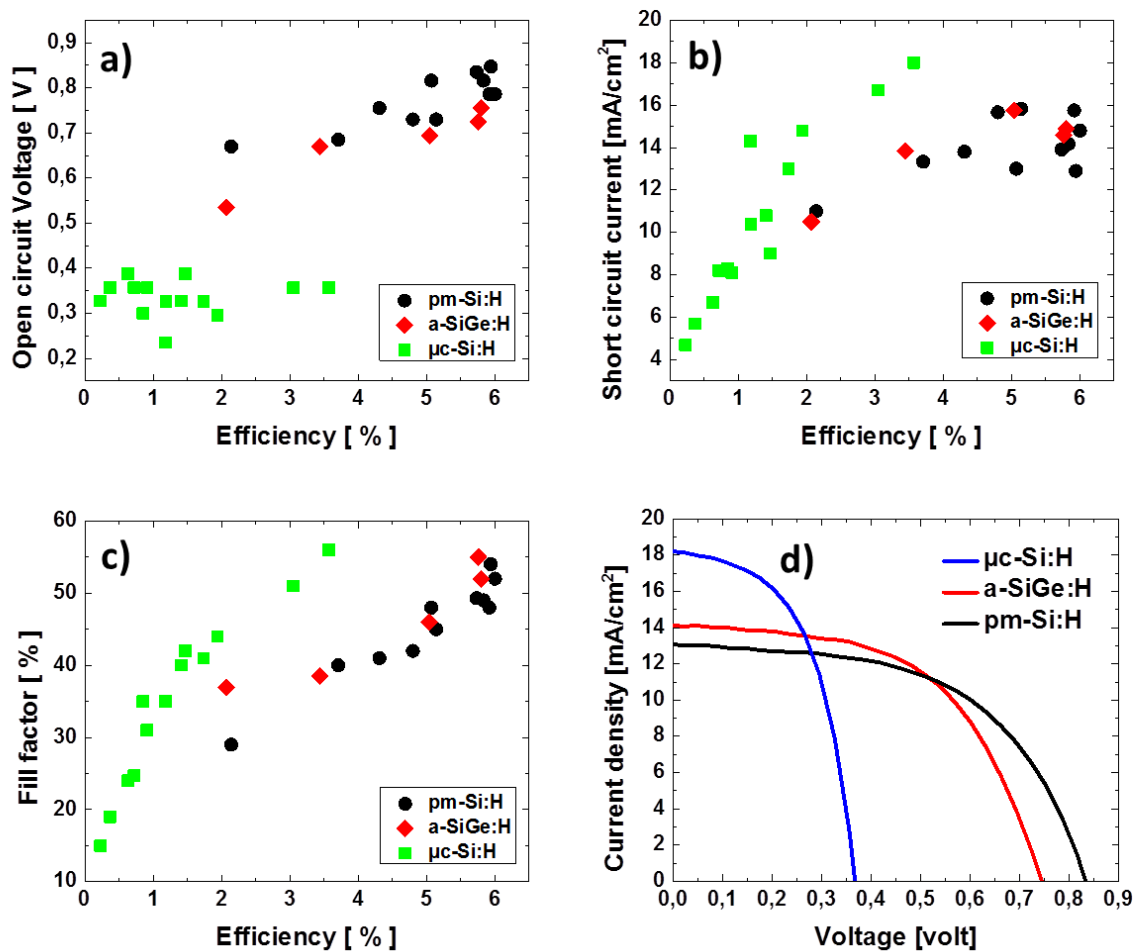 a)
Open circuit Voltage [ V ]
0,9
0,8
0,7
0,6
0,5
0,4
0,3
0,2
pm-Si:H
a-SiGe:H
µc-Si:H
0 1 2 3 4 5 6
Efficiency [ % ]
b)
Short circuit current [mA/cm²]
20
18
16
14
12
10
8
6
4
pm-Si:H
a-SiGe:H
µc-Si:H
0 1 2 3 4 5 6
Efficiency [ % ]
c)
Fill factor [ %]
60
50
40
30
20
10
pm-Si:H
a-SiGe:H
µc-Si:H
0 1 2 3 4 5 6
Efficiency [ % ]
d)
Current density [mA/cm²]
20
18
16
14
12
10
8
6
4
2
0
µc-Si:H
a-SiGe:H
pm-Si:H
0,0 0,1 0,2 0,3 0,4 0,5 0,6 0,7 0,8 0,9
Voltage [volt]